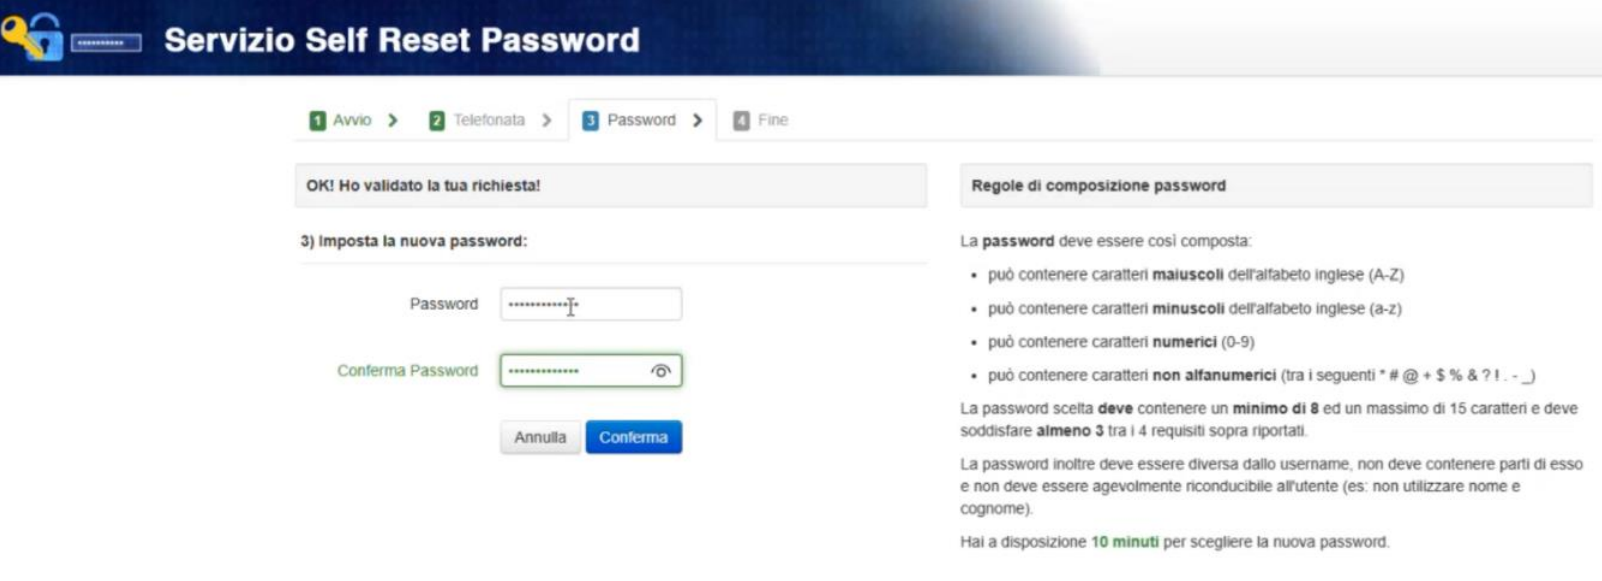 Servizio Self Reset Password
1 Avvio
2 Telefonata
3 Password
4 Fine
OK! Ho validato la tua richiesta!
3) Imposta la nuova password:
Password
Conferma Password
Annulla
Conferma
Regole di composizione password
La password deve essere così composta:
• può contenere caratteri maiuscoli dell'alfabeto inglese (A-Z)
• può contenere caratteri minuscoli dell'alfabeto inglese (a-z)
• può contenere caratteri numerici (0-9)
• può contenere caratteri non alfanumerici (tra i seguenti * # @ + $ % & ? ! . - _)
La password scelta deve contenere un minimo di 8 ed un massimo di 15 caratteri e deve
soddisfare almeno 3 tra i 4 requisiti sopra riportati.
La password inoltre deve essere diversa dallo username, non deve contenere parti di esso
e non deve essere agevolmente riconducibile all'utente (es: non utilizzare nome e
cognome).
Hai a disposizione 10 minuti per scegliere la nuova password.